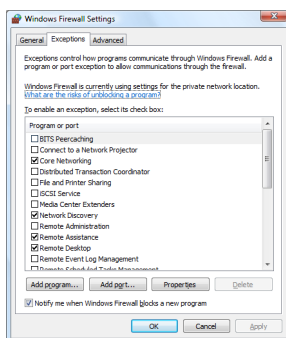 Windows Firewall Settings
General Exceptions Advanced
Exceptions control how programs communicate through Windows Firewall. Add a
program or port exception to allow communications through the firewall.
Windows Firewall is currently using settings for the private network location.
What are the risks of unblocking a program?
To enable an exception, select its check box:
Program or port
BITS Peercaching
Connect to a Network Projector
Core Networking
Distributed Transaction Coordinator
File and Printer Sharing
iSCSI Service
Media Center Extenders
Network Discovery
Remote Administration
Remote Assistance
Remote Desktop
Remote Event Log Management
Remote Scheduled Tasks Management
Add program... Add port... Properties Delete
Notify me when Windows Firewall blocks a new program
OK Cancel Apply